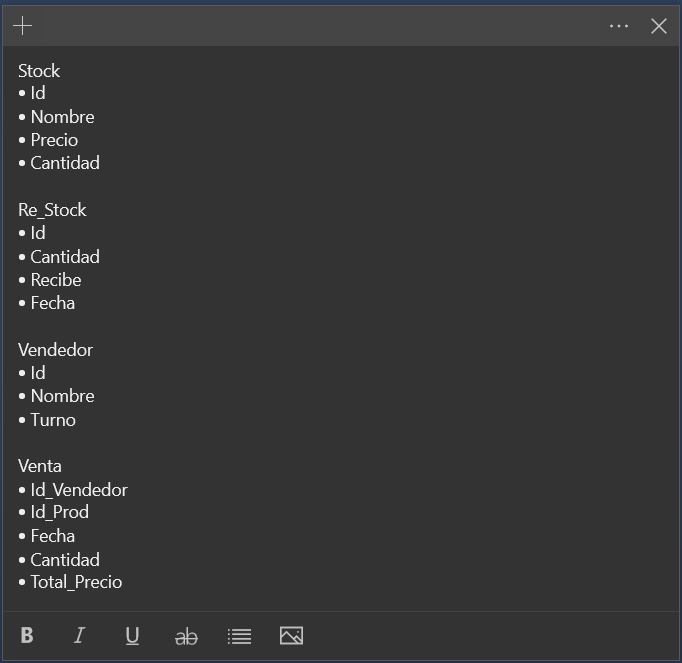 Stock
• Id
• Nombre
• Precio
• Cantidad
Re_Stock
• Id
• Cantidad
• Recibe
• Fecha
Vendedor
• Id
• Nombre
• Turno
Venta
• Id_Vendedor
• Id_Prod
• Fecha
• Cantidad
• Total_Precio
B I U ab